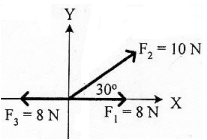 Y
F₂ = 10 N
30°
X
F₃ = 8 N F₁ = 8 N